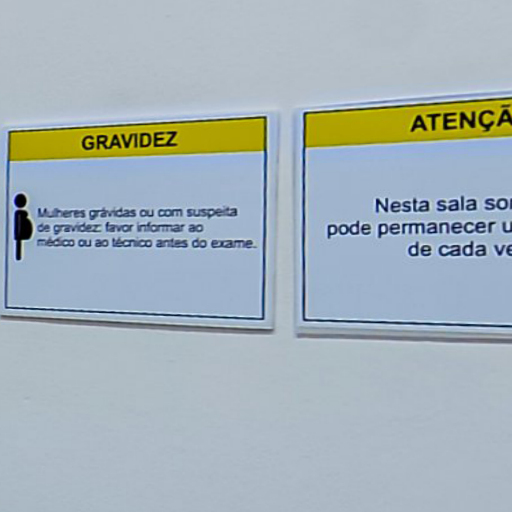 GRAVIDEZ
Mulheres grávidas ou com suspeita
de gravidez: favor informar ao
médico ou ao técnico antes do exame.
ATENÇÃ
Nesta sala so
pode permanecer u
de cada ve